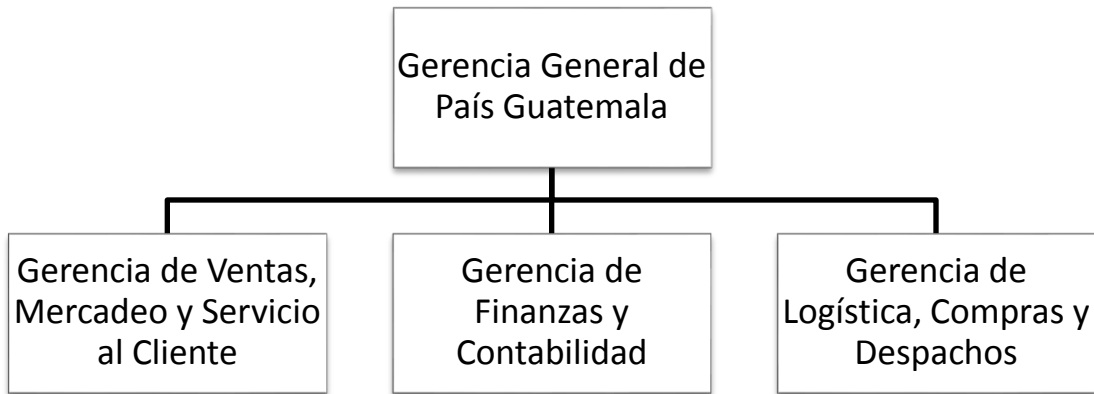 Gerencia General de
País Guatemala
Gerencia de Ventas,
Mercadeo y Servicio
al Cliente
Gerencia de
Finanzas y
Contabilidad
Gerencia de
Logística, Compras y
Despachos